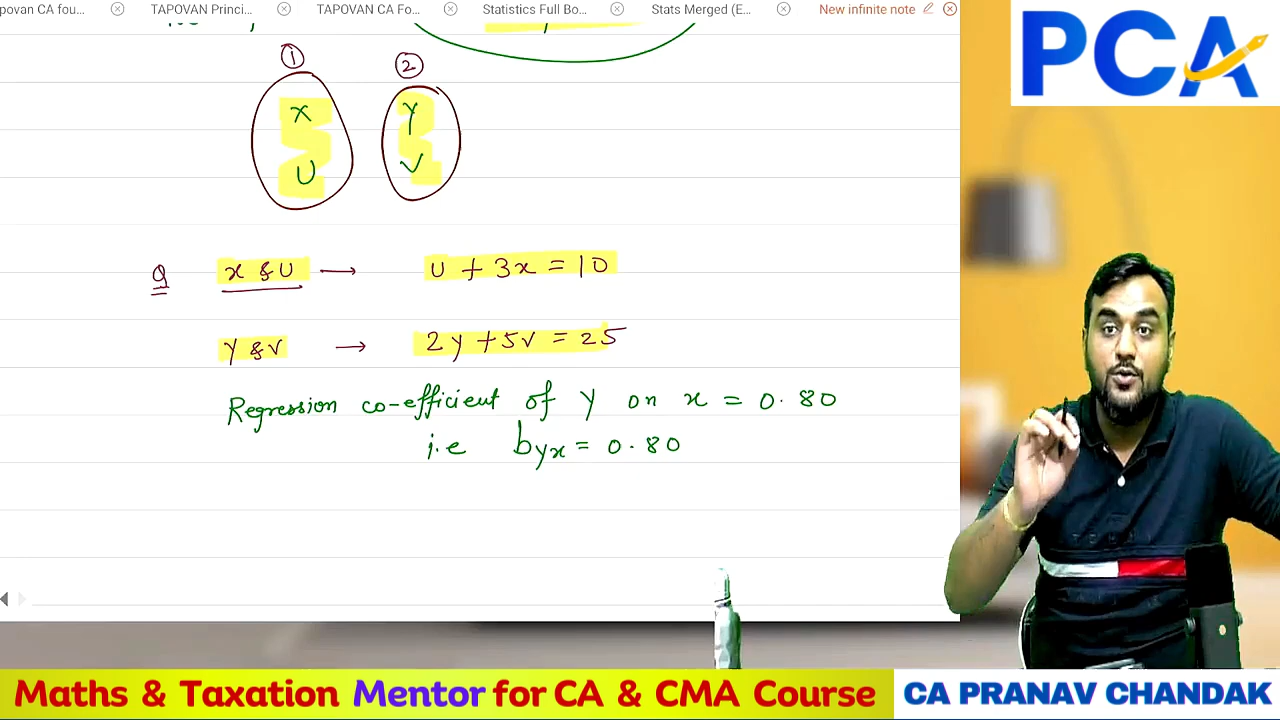 povan CA fou... TAPOVAN Princi... TAPOVAN CA Fo... Statistics Full Bo... Stats Merged (E... New infinite note
PCA
1 2
X Y
U V
Q x & U → U + 3x = 10
Y & V → 2y + 5v = 25
Regression co-efficient of y on x = 0.80
i.e byx = 0.80
Maths & Taxation Mentor for CA & CMA Course
CA PRANAV CHANDAK